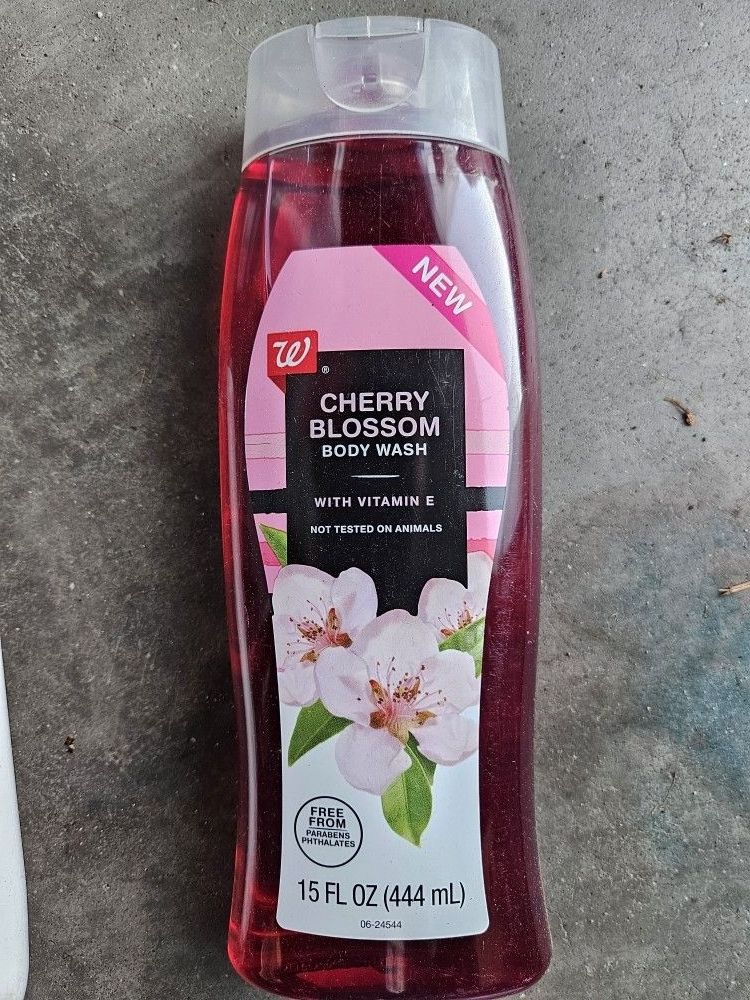 NEW
W
®
CHERRY
BLOSSOM
BODY WASH
WITH VITAMIN E
NOT TESTED ON ANIMALS
FREE
FROM
PARABENS
PHTHALATES
15 FL OZ (444 mL)
06-24544